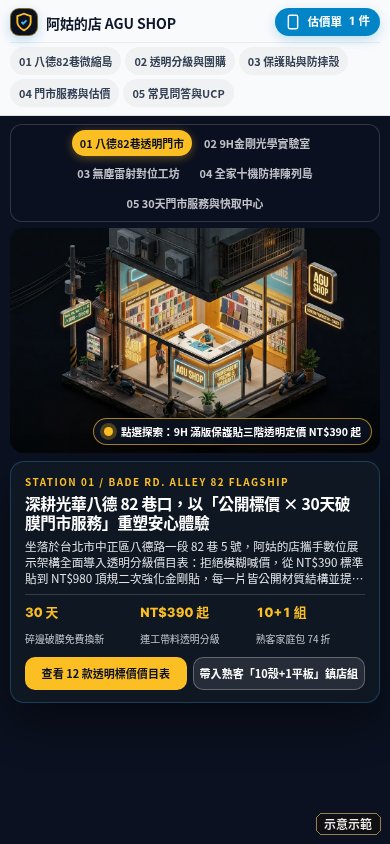 阿姑的店 AGU SHOP
估價單 1 件
01 八德82巷微縮島
02 透明分級與團購
03 保護貼與防摔殼
04 門市服務與估價
05 常見問答與UCP
01 八德82巷透明門市
02 9H金剛光學實驗室
03 無塵雷射對位工坊
04 全家十機防摔陳列局
05 30天門市服務與快取中心
AGU
SHOP
AGU SHOP
點選探索：9H 滿版保護貼三階透明定價 NT$390 起
STATION 01 / BADE RD. ALLEY 82 FLAGSHIP
深耕光華八德 82 巷口，以「公開標價 × 30天破
膜門市服務」重塑安心體驗
坐落於台北市中正區八德路一段 82 巷 5 號，阿姑的店攜手數位展
示架構全面導入透明分級價目表：拒絕模糊喊價，從 NT$390 標準
貼到 NT$980 頂規二次強化金剛貼，每一片皆公開材質結構並提…
30 天
NT$390 起
10+1 組
碎邊破膜免費換新
連工帶料透明分級
熟客家庭包 74 折
查看 12 款透明標價價目表
帶入熟客「10殼+1平板」鎮店組
示意示範